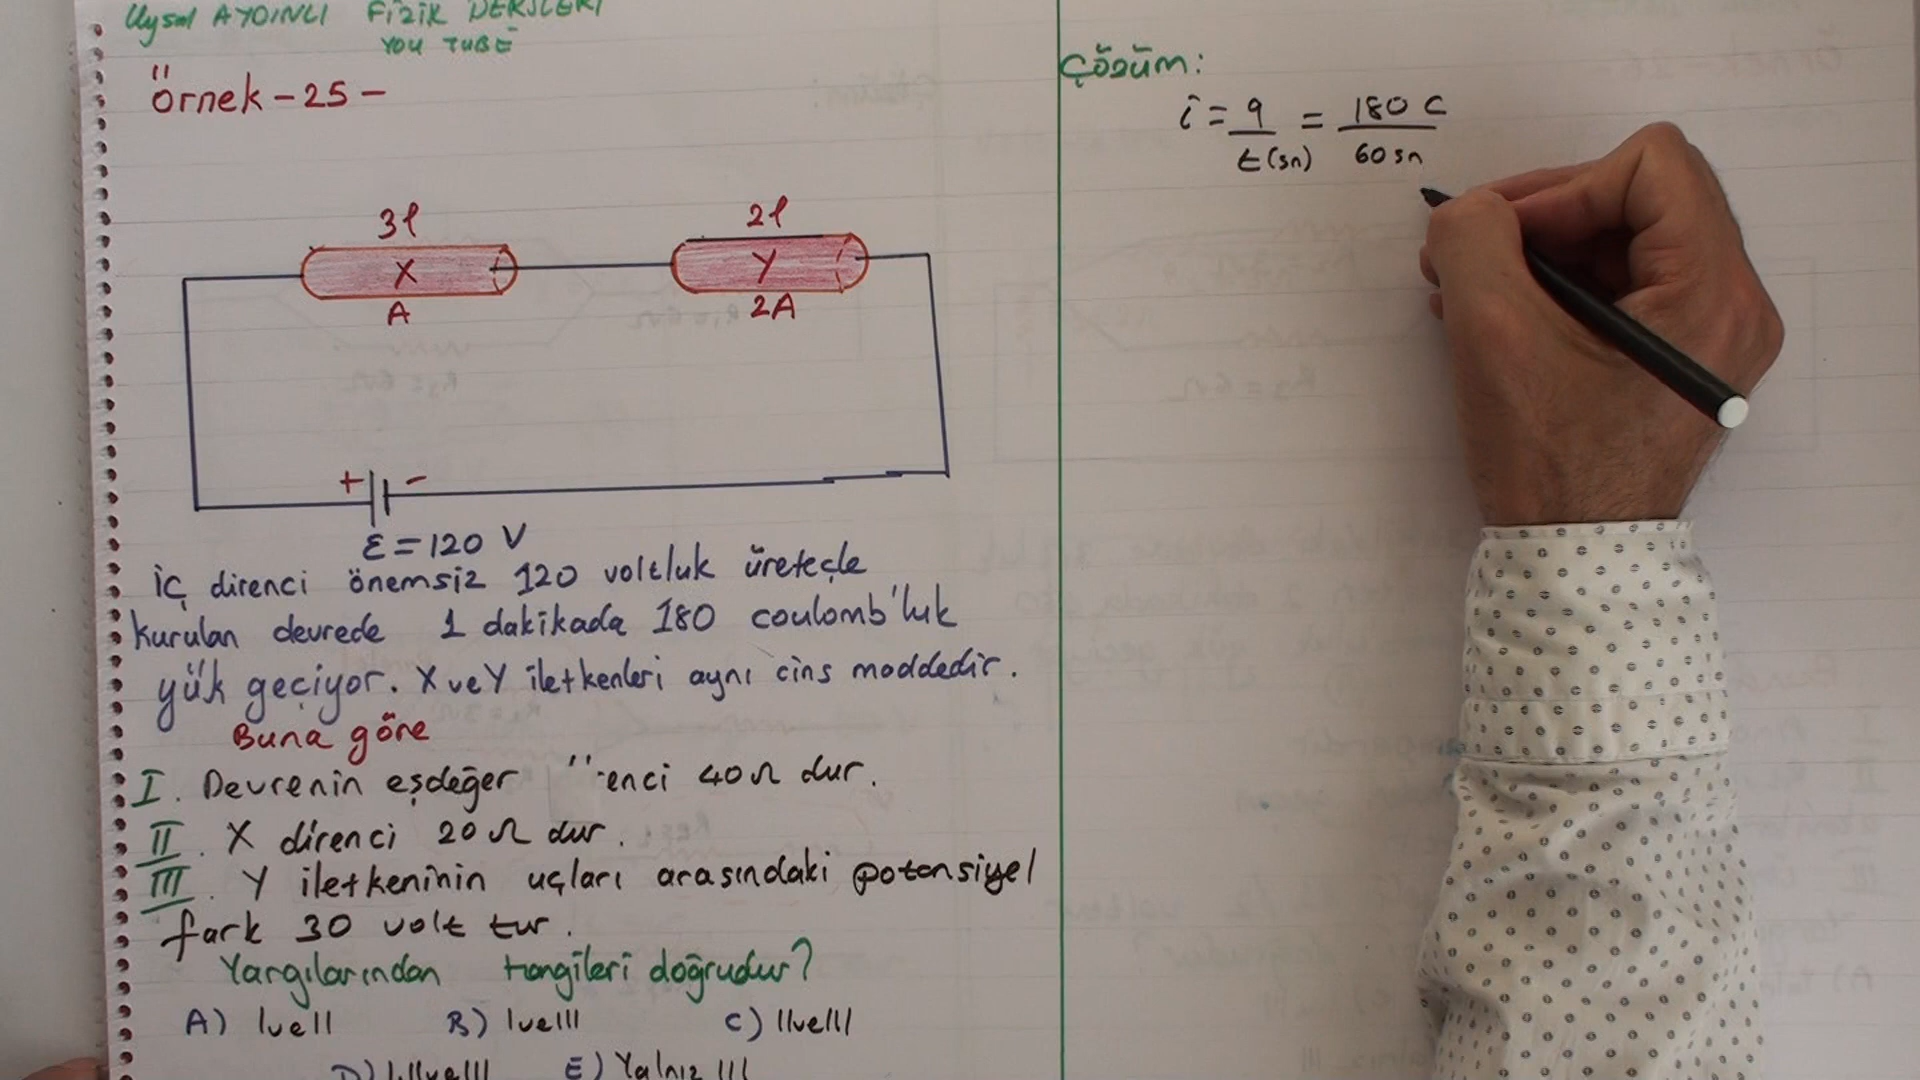 Uysal AYDINLI FİZİK DERSLERİ
YOU TUBE
Örnek-25-
3l
2l
X
Y
A
2A
+
-
ε=120 V
İÇ direnci önemsiz 120 voltluk üreteçle
kurulan devrede 1 dakikada 180 coulomb'luk
yük geçiyor. X ve Y iletkenleri aynı cins maddedir.
Buna göre
I. Devrenin eşdeğer enci 40Ω dur.
II. X direnci 20Ω dur.
III. Y iletkeninin uçları arasındaki potansiyel
fark 30 volt tur.
Yargılarından hangileri doğrudur?
A) I ve II
B) I ve III
C) II ve III
D) I,II ve III
E) Yalnız III
Çözüm:
i = q / t(sn) = 180 C / 60 sn